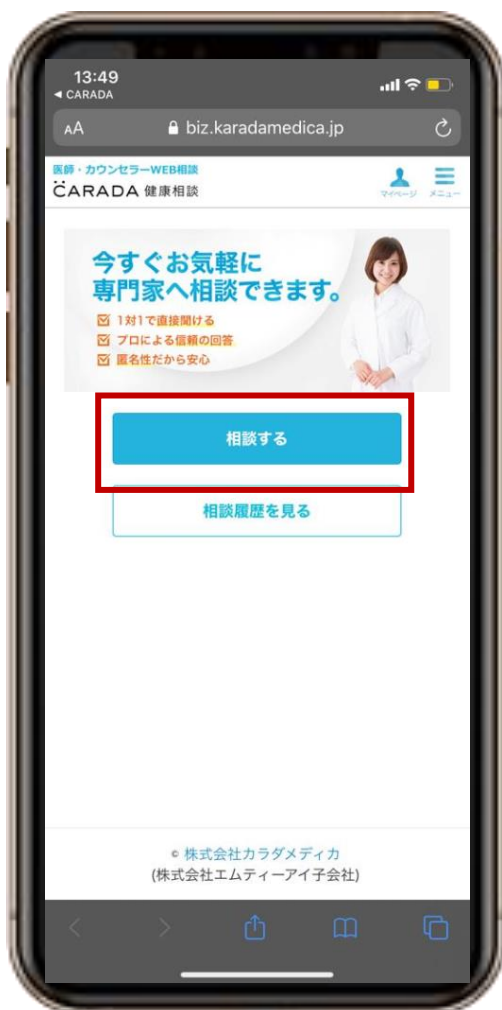 13:49
◀ CARADA
AA
biz.karadamedica.jp
医師・カウンセラーWEB相談
CARADA 健康相談
マイページ
メニュー
今すぐお気軽に
専門家へ相談できます。
1対1で直接聞ける
プロによる信頼の回答
匿名性だから安心
相談する
相談履歴を見る
© 株式会社カラダメディカ
(株式会社エムティーアイ子会社)